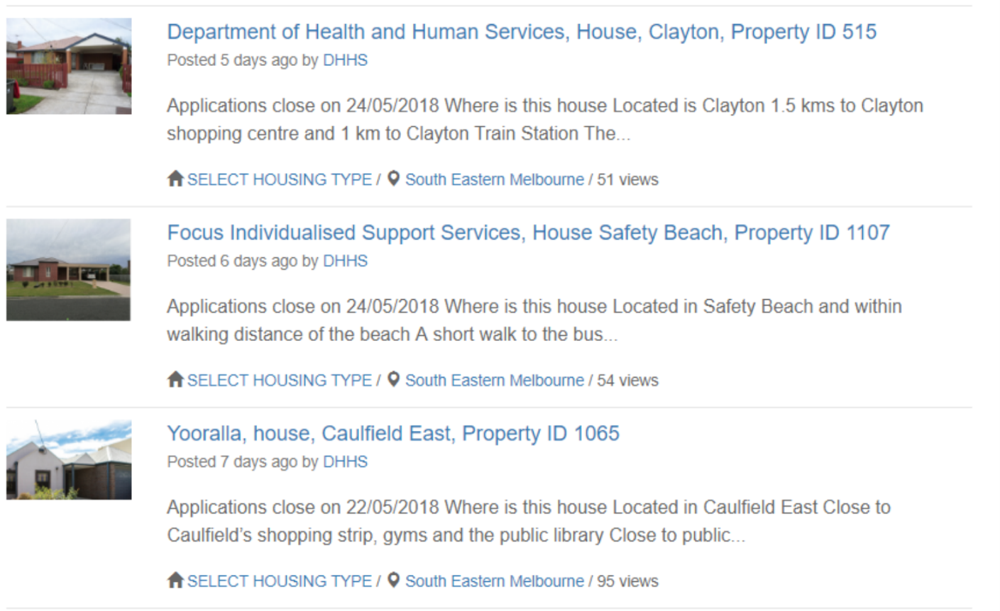 Department of Health and Human Services, House, Clayton, Property ID 515
Posted 5 days ago by DHHS
Applications close on 24/05/2018 Where is this house Located is Clayton 1.5 kms to Clayton
shopping centre and 1 km to Clayton Train Station The...
SELECT HOUSING TYPE / South Eastern Melbourne / 51 views
Focus Individualised Support Services, House Safety Beach, Property ID 1107
Posted 6 days ago by DHHS
Applications close on 24/05/2018 Where is this house Located in Safety Beach and within
walking distance of the beach A short walk to the bus...
SELECT HOUSING TYPE / South Eastern Melbourne / 54 views
Yooralla, house, Caulfield East, Property ID 1065
Posted 7 days ago by DHHS
Applications close on 22/05/2018 Where is this house Located in Caulfield East Close to
Caulfield’s shopping strip, gyms and the public library Close to public...
SELECT HOUSING TYPE / South Eastern Melbourne / 95 views